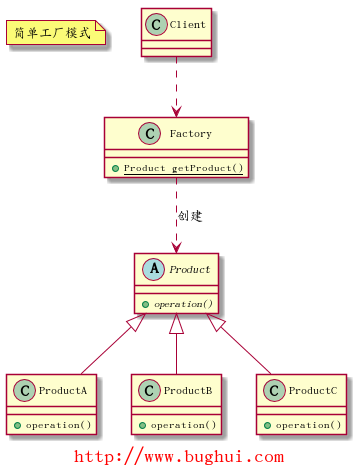 简单工厂模式
C Client
C Factory
Product getProduct()
创建
A Product
operation()
C ProductA
operation()
C ProductB
operation()
C ProductC
operation()
http://www.bughui.com